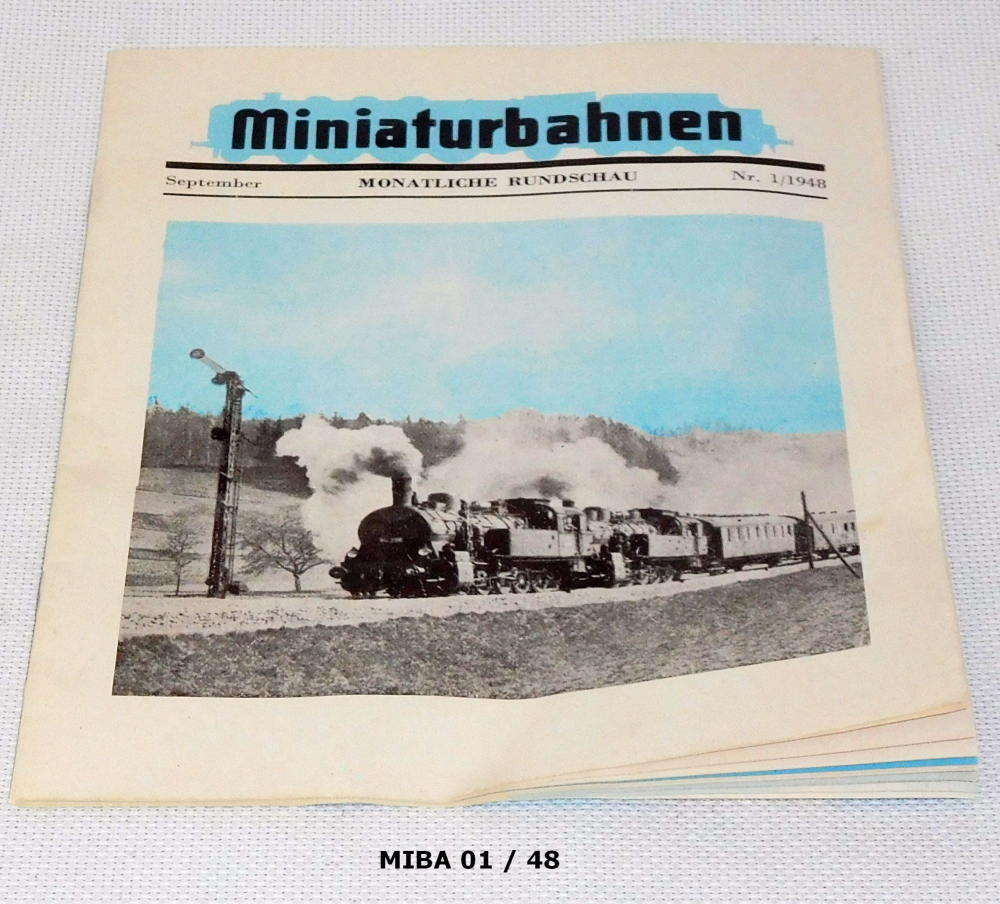 Miniaturbahnen
September MONATLICHE RUNDSCHAU Nr. 1/1948
MIBA 01 / 48